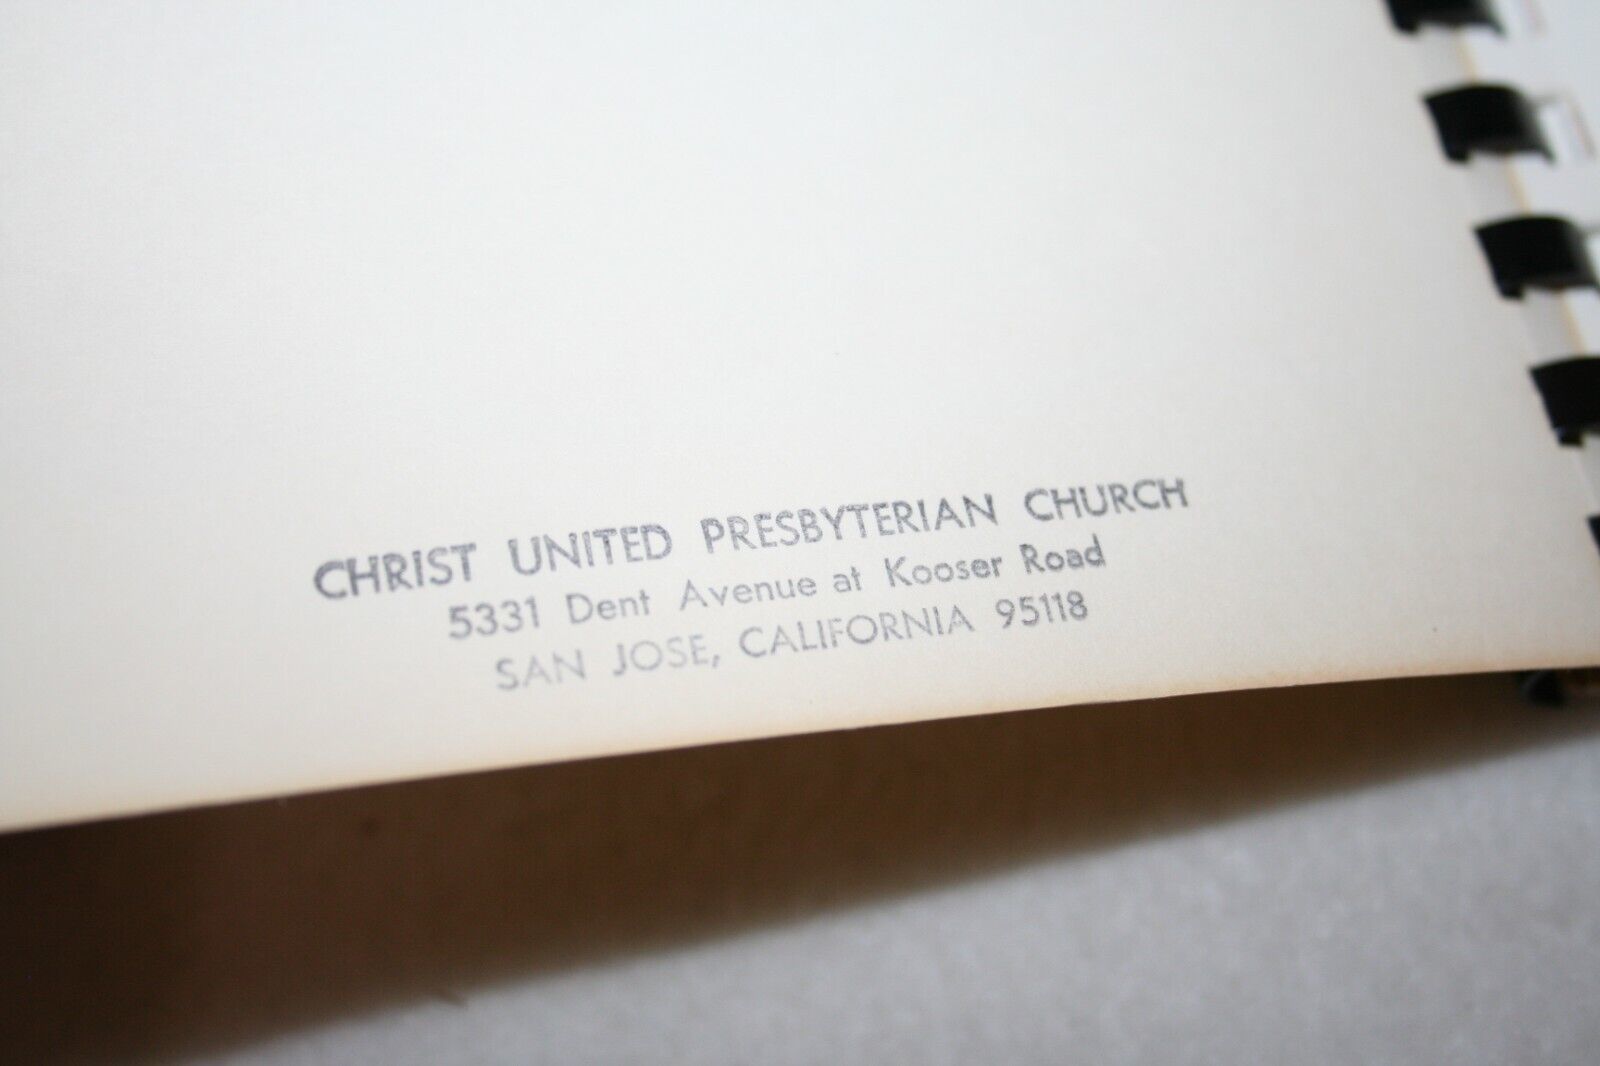 CHRIST UNITED PRESBYTERIAN CHURCH
5331 Dent Avenue at Kooser Road
SAN JOSE, CALIFORNIA 95118